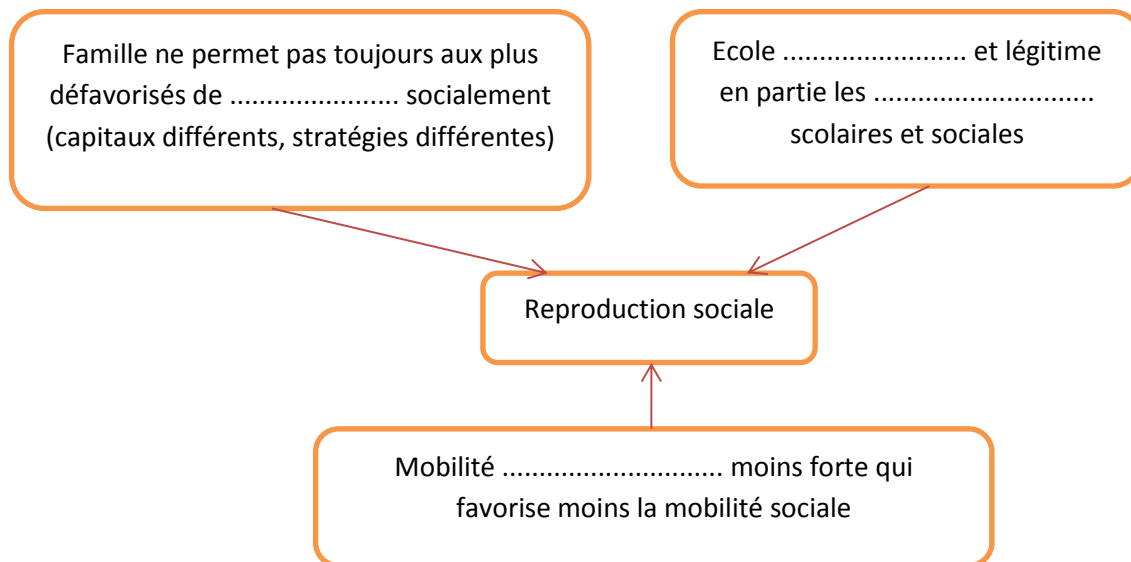 Famille ne permet pas toujours aux plus
défavorisés de ........................ socialement
(capitaux différents, stratégies différentes)
Ecole .......................... et légitime
en partie les ...............................
scolaires et sociales
Reproduction sociale
Mobilité ............................... moins forte qui
favorise moins la mobilité sociale